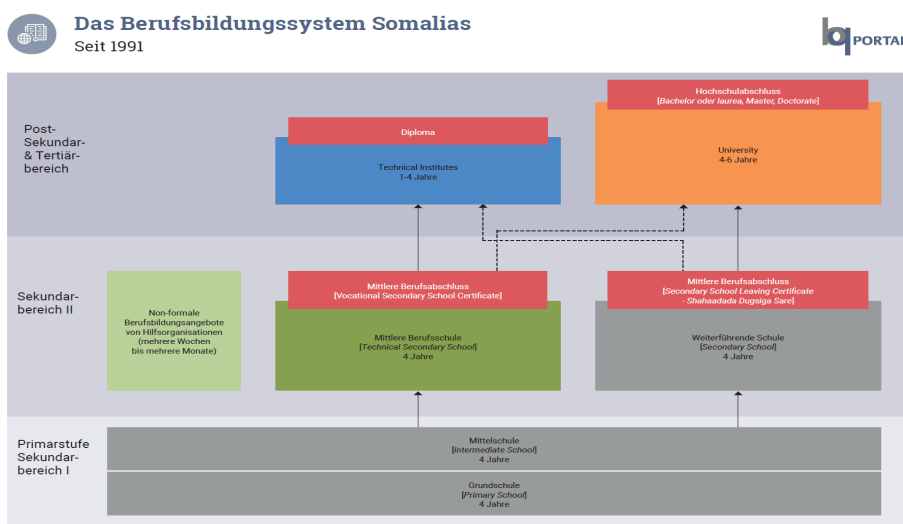 Das Berufsbildungssystem Somalias
Seit 1991
bq PORTAL
Post-
Sekundar-
& Tertiär-
bereich
Diploma
Technical Institutes
1-4 Jahre
Hochschulabschluss
[Bachelor oder laurea, Master, Doctorate]
University
4-6 Jahre
Sekundar-
bereich II
Non-formale
Berufsbildungsangebote
von Hilfsorganisationen
(mehrere Wochen
bis mehrere Monate)
Mittlere Berufsabschluss
[Vocational Secondary School Certificate]
Mittlere Berufsschule
[Technical Secondary School]
4 Jahre
Mittlere Berufsabschluss
[Secondary School Leaving Certificate
- Shahaadada Dugsiga Sare]
Weiterführende Schule
[Secondary School]
4 Jahre
Primarstufe
Sekundar-
bereich I
Mittelschule
[Intermediate School]
4 Jahre
Grundschule
[Primary School]
4 Jahre